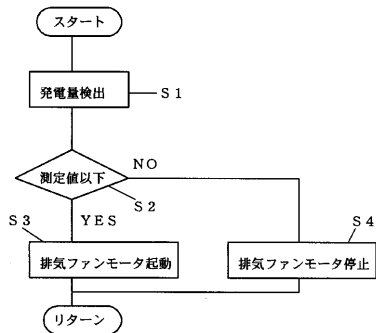 スタート
発電量検出
S1
測定値以下
NO
S2
YES
S3
S4
排気ファンモータ起動
排気ファンモータ停止
リターン